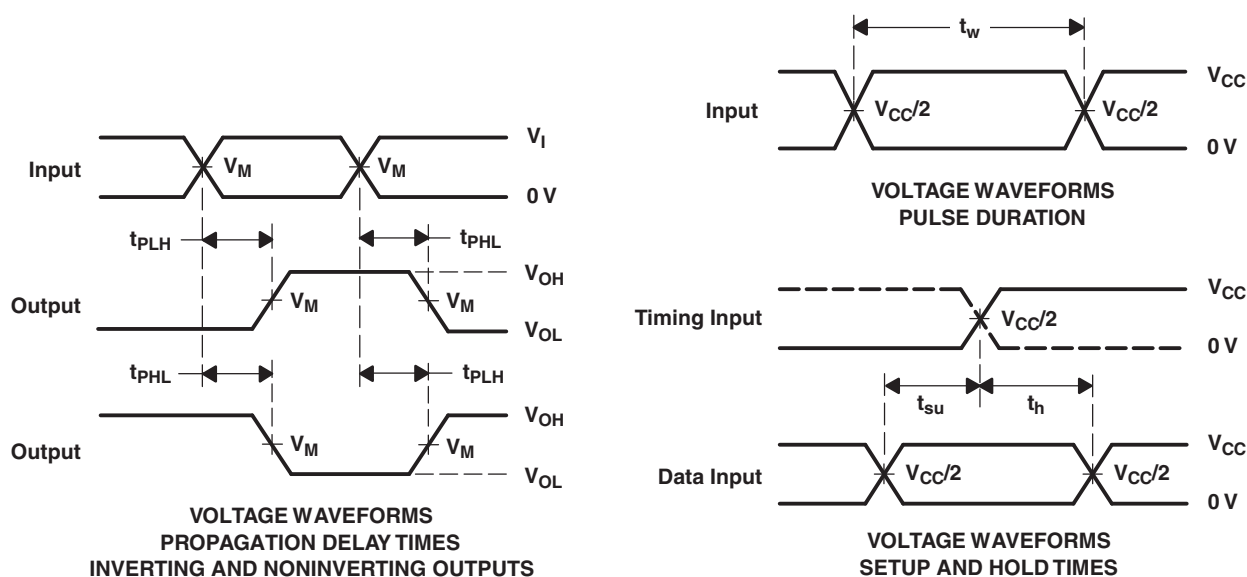 Input
V_M
V_M
V_I
0 V
t_PLH
t_PHL
Output
V_M
V_M
V_OH
V_OL
t_PHL
t_PLH
Output
V_M
V_M
V_OH
V_OL
VOLTAGE WAVEFORMS
PROPAGATION DELAY TIMES
INVERTING AND NONINVERTING OUTPUTS
t_w
Input
V_CC/2
V_CC/2
V_CC
0 V
VOLTAGE WAVEFORMS
PULSE DURATION
Timing Input
V_CC/2
V_CC
0 V
t_su
t_h
Data Input
V_CC/2
V_CC/2
V_CC
0 V
VOLTAGE WAVEFORMS
SETUP AND HOLD TIMES